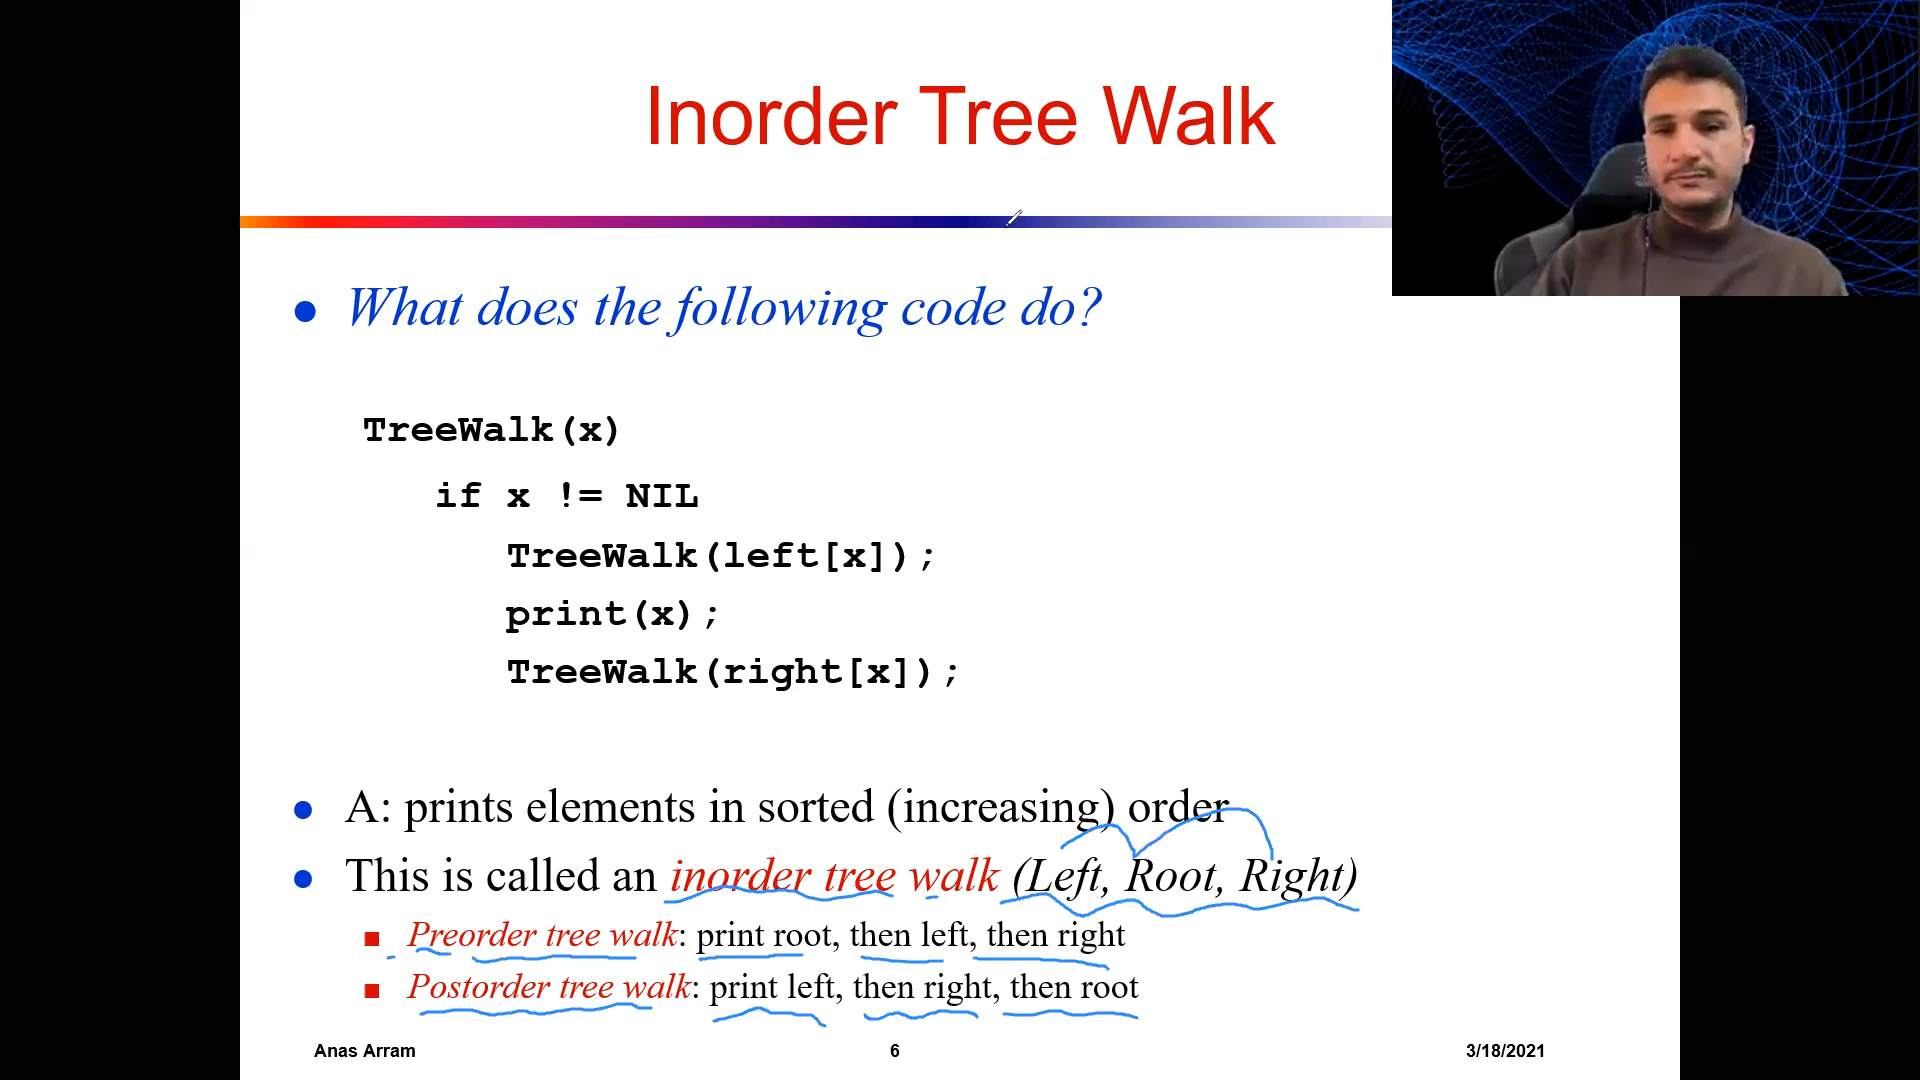 Inorder Tree Walk
What does the following code do?
TreeWalk(x)
if x != NIL
TreeWalk(left[x]);
print(x);
TreeWalk(right[x]);
A: prints elements in sorted (increasing) order
This is called an inorder tree walk (Left, Root, Right)
Preorder tree walk: print root, then left, then right
Postorder tree walk: print left, then right, then root
Anas Arram 6 3/18/2021